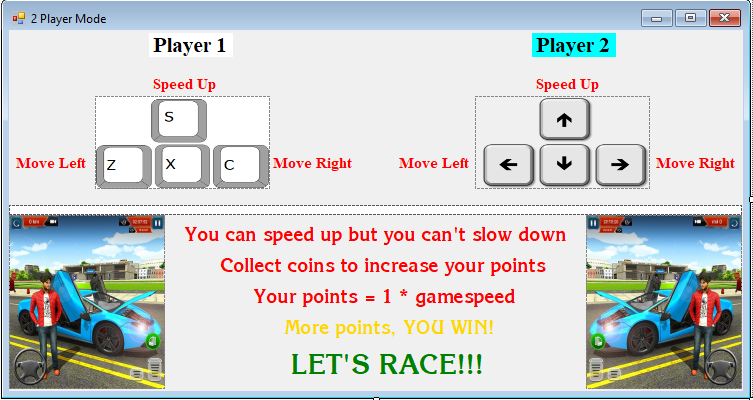 2 Player Mode
Player 1
Player 2
Speed Up
Speed Up
S
Move Left
Z
X
C
Move Right
Move Left
Move Right
You can speed up but you can't slow down
Collect coins to increase your points
Your points = 1 * gamespeed
More points, YOU WIN!
LET'S RACE!!!